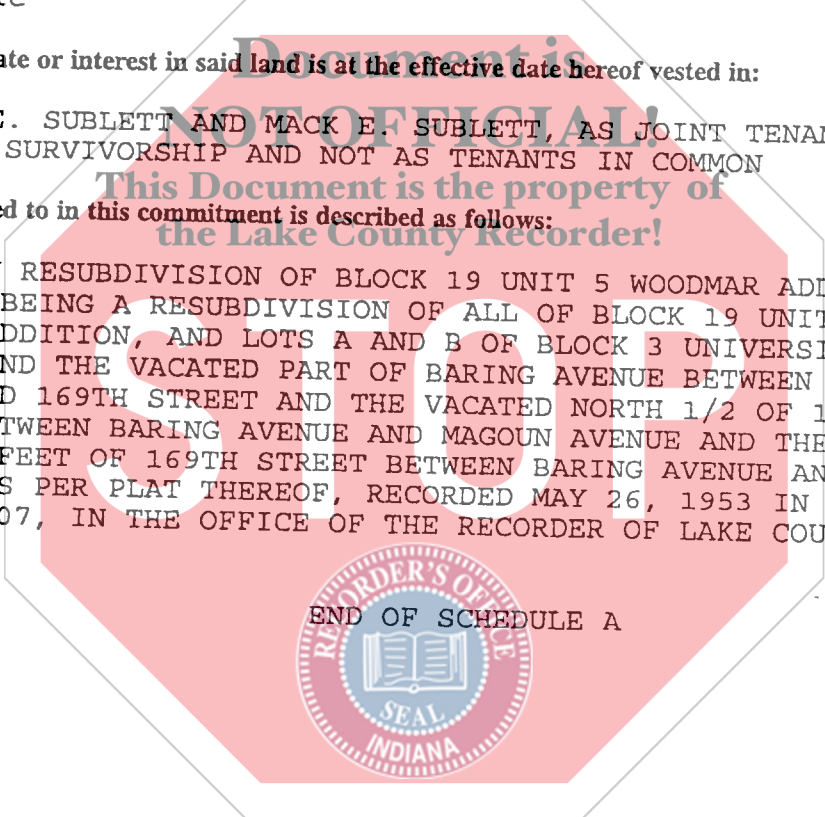 Document is
ate or interest in said land is at the effective date hereof vested in:
NOT OFFICIAL!
E. SUBLETT AND MACK E. SUBLETT, AS JOINT TENAN
SURVIVORSHIP AND NOT AS TENANTS IN COMMON
This Document is the property of
ed to in this commitment is described as follows:
the Lake County Recorder!
RESUBDIVISION OF BLOCK 19 UNIT 5 WOODMAR ADD
BEING A RESUBDIVISION OF ALL OF BLOCK 19 UNIT
DDITION, AND LOTS A AND B OF BLOCK 3 UNIVERSI
ND THE VACATED PART OF BARING AVENUE BETWEEN
D 169TH STREET AND THE VACATED NORTH 1/2 OF 1
STOP
TWEEN BARING AVENUE AND MAGOUN AVENUE AND THE
FEET OF 169TH STREET BETWEEN BARING AVENUE AN
S PER PLAT THEREOF, RECORDED MAY 26, 1953 IN
07, IN THE OFFICE OF THE RECORDER OF LAKE COU
RECORDER'S OFFICE
END OF SCHEDULE A
SEAL
INDIANA